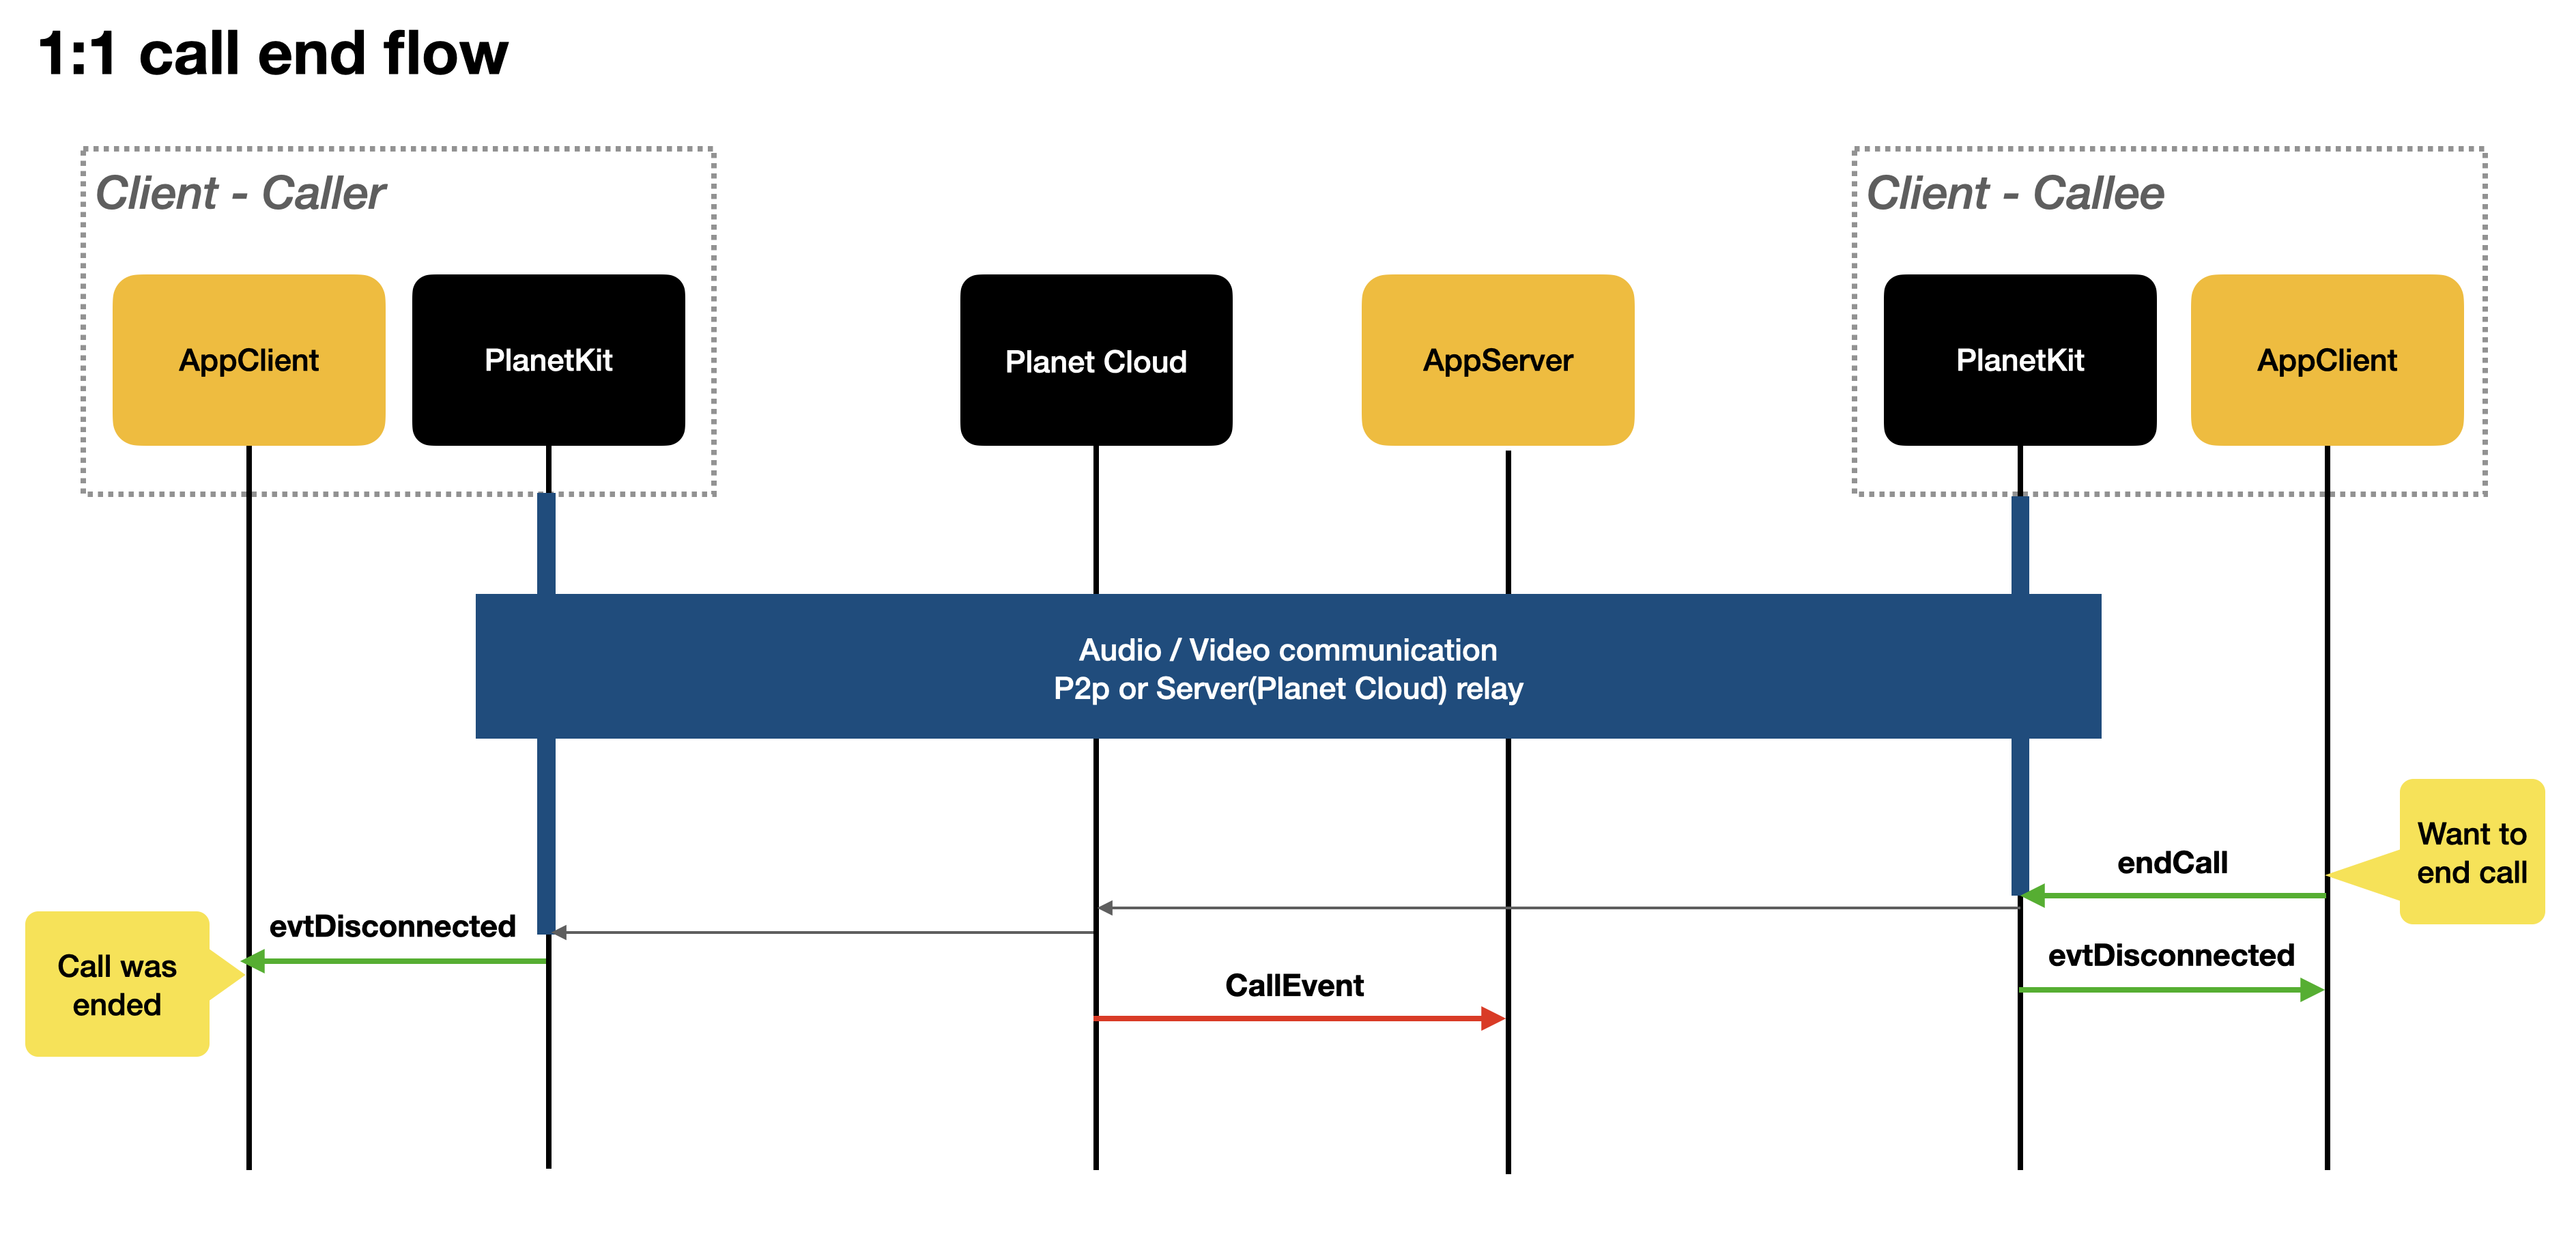 1:1 call end flow
Client - Caller
Client - Callee
AppClient
PlanetKit
Planet Cloud
AppServer
PlanetKit
AppClient
Audio / Video communication
P2p or Server(Planet Cloud) relay
Want to
end call
endCall
evtDisconnected
Call was
ended
evtDisconnected
CallEvent